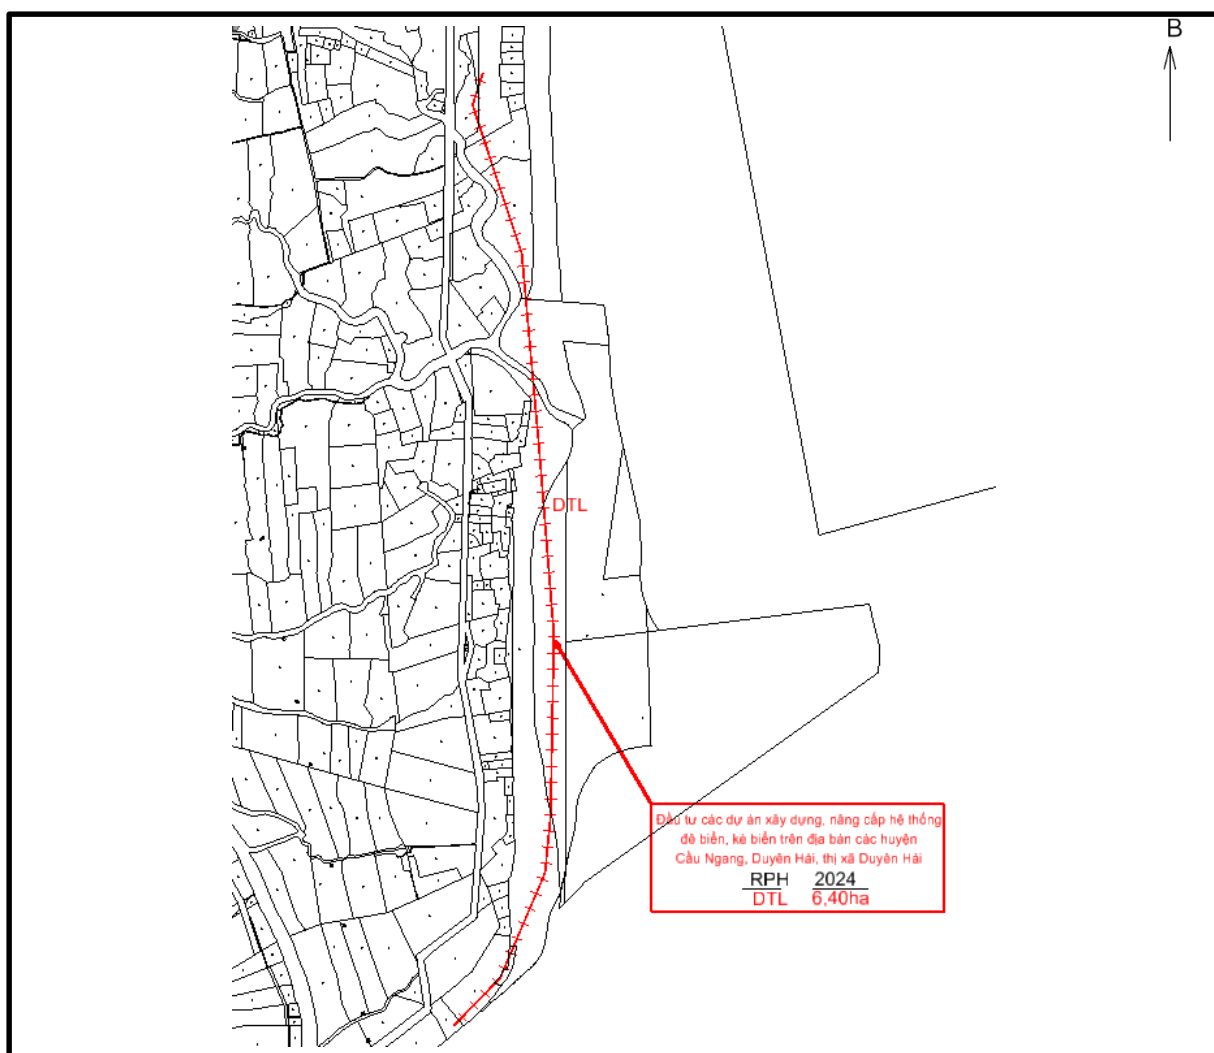 B
DTL
Đầu tư các dự án xây dựng, nâng cấp hệ thống
đê biển, kè biển trên địa bàn các huyện
Cầu Ngang, Duyên Hải, thị xã Duyên Hải
RPH 2024
DTL 6,40ha